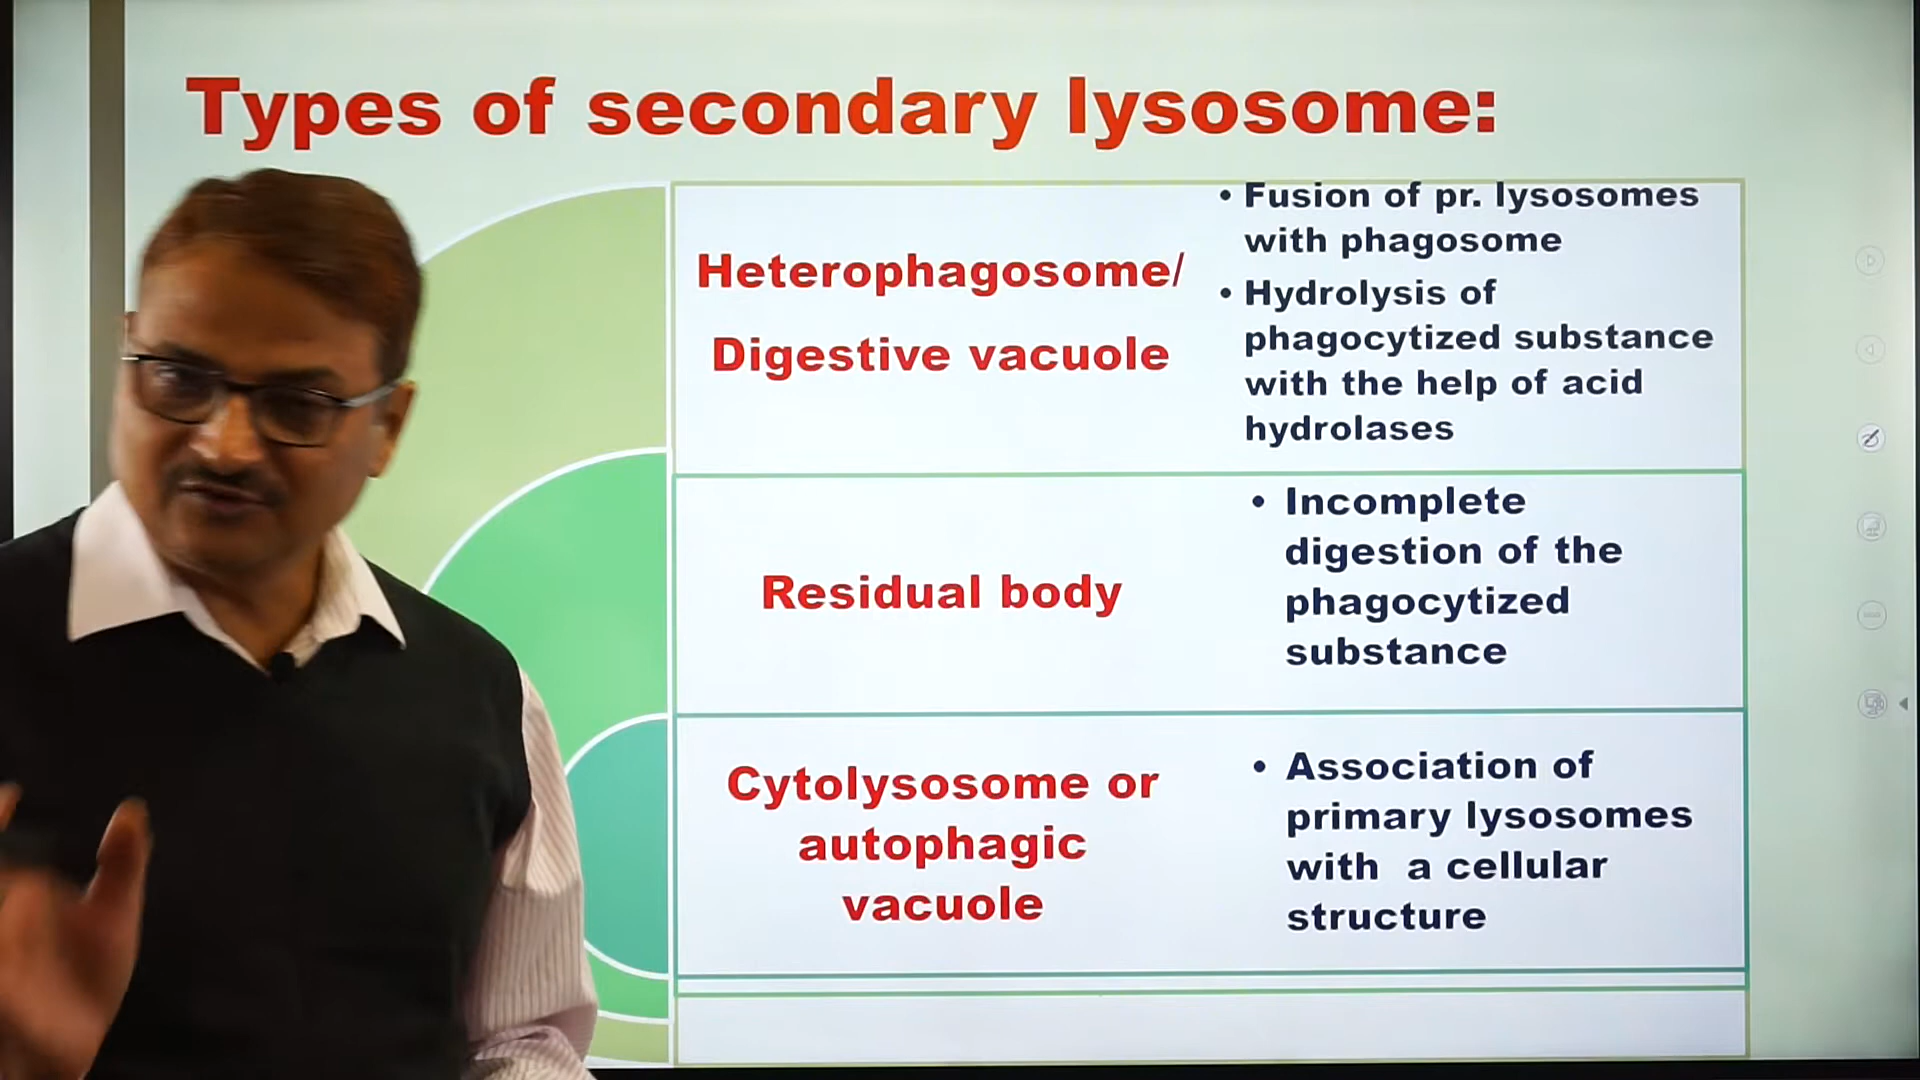 Types of secondary lysosome:
Heterophagosome/
Digestive vacuole
• Fusion of pr. lysosomes
with phagosome
• Hydrolysis of
phagocytized substance
with the help of acid
hydrolases
Residual body
• Incomplete
digestion of the
phagocytized
substance
Cytolysosome or
autophagic
vacuole
• Association of
primary lysosomes
with a cellular
structure